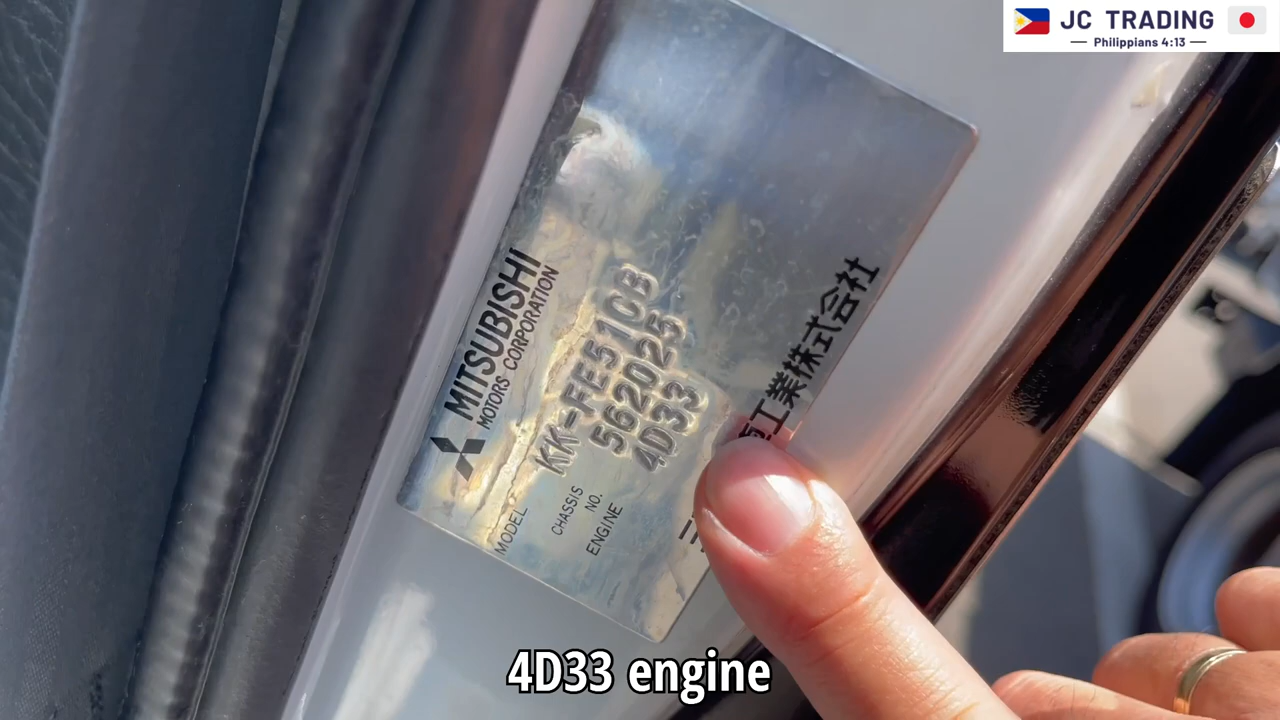 JC TRADING
Philippians 4:13
MITSUBISHI
MOTORS CORPORATION
MODEL KK-FE51CB
CHASSIS NO. 562025
ENGINE 4D33
工業株式会社
4D33 engine